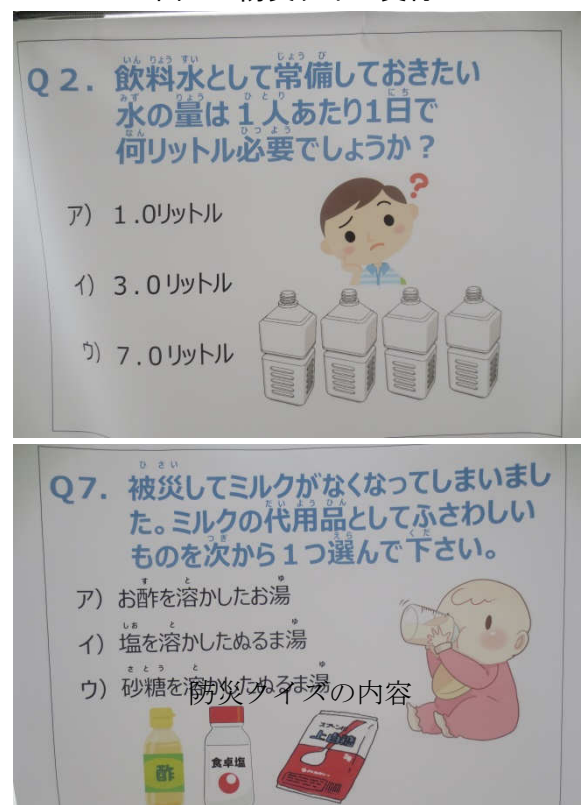 Q2. 飲料水として常備しておきたい
水の量は1人あたり1日で
何リットル必要でしょうか?
ア) 1.0リットル
イ) 3.0リットル
ウ) 7.0リットル
Q7. 被災してミルクがなくなってしまいまし
た。ミルクの代用品としてふさわしい
ものを次から1つ選んで下さい。
ア) お酢を溶かしたお湯
イ) 塩を溶かしたぬるま湯
ウ) 砂糖を溶かしたぬるま湯
防災クイズの内容
酢
食卓塩
スプーン印
上白糖